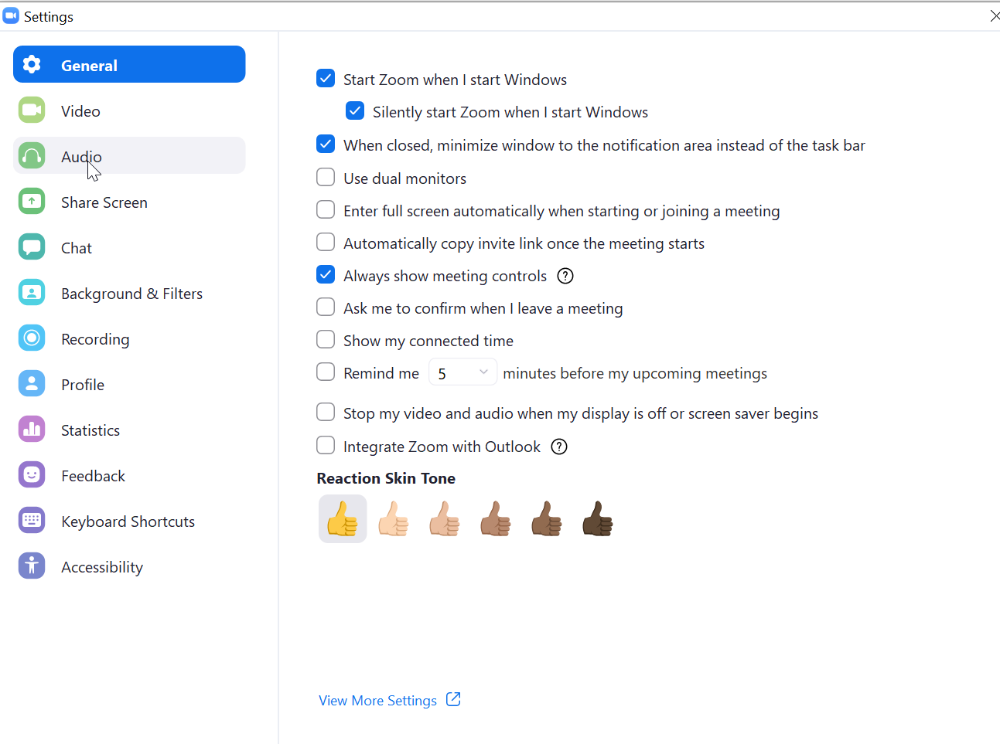 Settings
General
Video
Audio
Share Screen
Chat
Background & Filters
Recording
Profile
Statistics
Feedback
Keyboard Shortcuts
Accessibility
Start Zoom when I start Windows
Silently start Zoom when I start Windows
When closed, minimize window to the notification area instead of the task bar
Use dual monitors
Enter full screen automatically when starting or joining a meeting
Automatically copy invite link once the meeting starts
Always show meeting controls ?
Ask me to confirm when I leave a meeting
Show my connected time
Remind me 5 minutes before my upcoming meetings
Stop my video and audio when my display is off or screen saver begins
Integrate Zoom with Outlook ?
Reaction Skin Tone
View More Settings